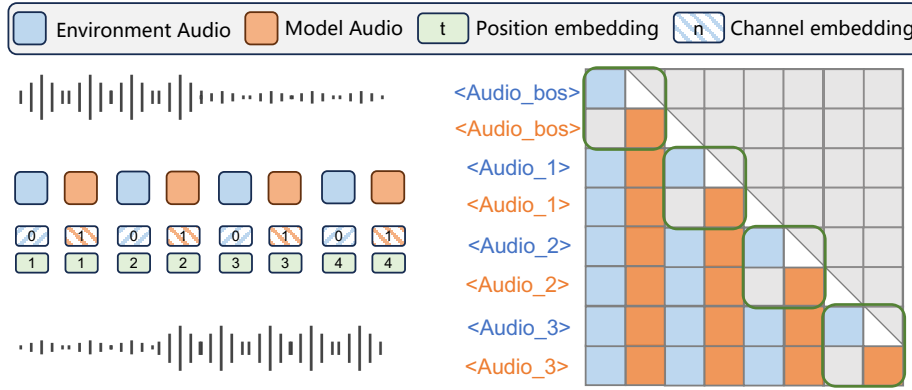 Environment Audio Model Audio t Position embedding n Channel embedding
<Audio_bos>
<Audio_bos>
<Audio_1>
<Audio_1>
<Audio_2>
<Audio_2>
<Audio_3>
<Audio_3>
0 1 0 1 0 1 0 1
1 1 2 2 3 3 4 4